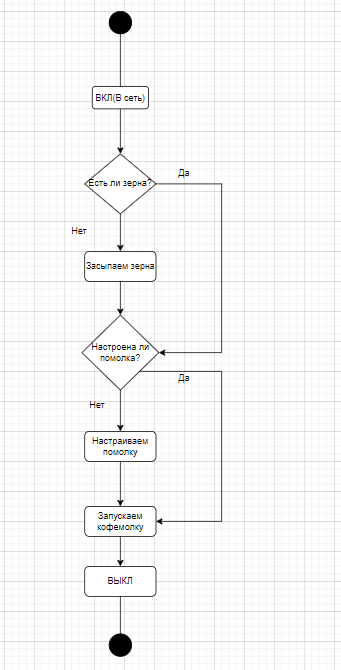 ВКЛ(В сеть)
Есть ли зерна?
Да
Нет
Засыпаем зерна
Настроена ли
помолка?
Да
Нет
Настраиваем
помолку
Запускаем
кофемолку
ВЫКЛ